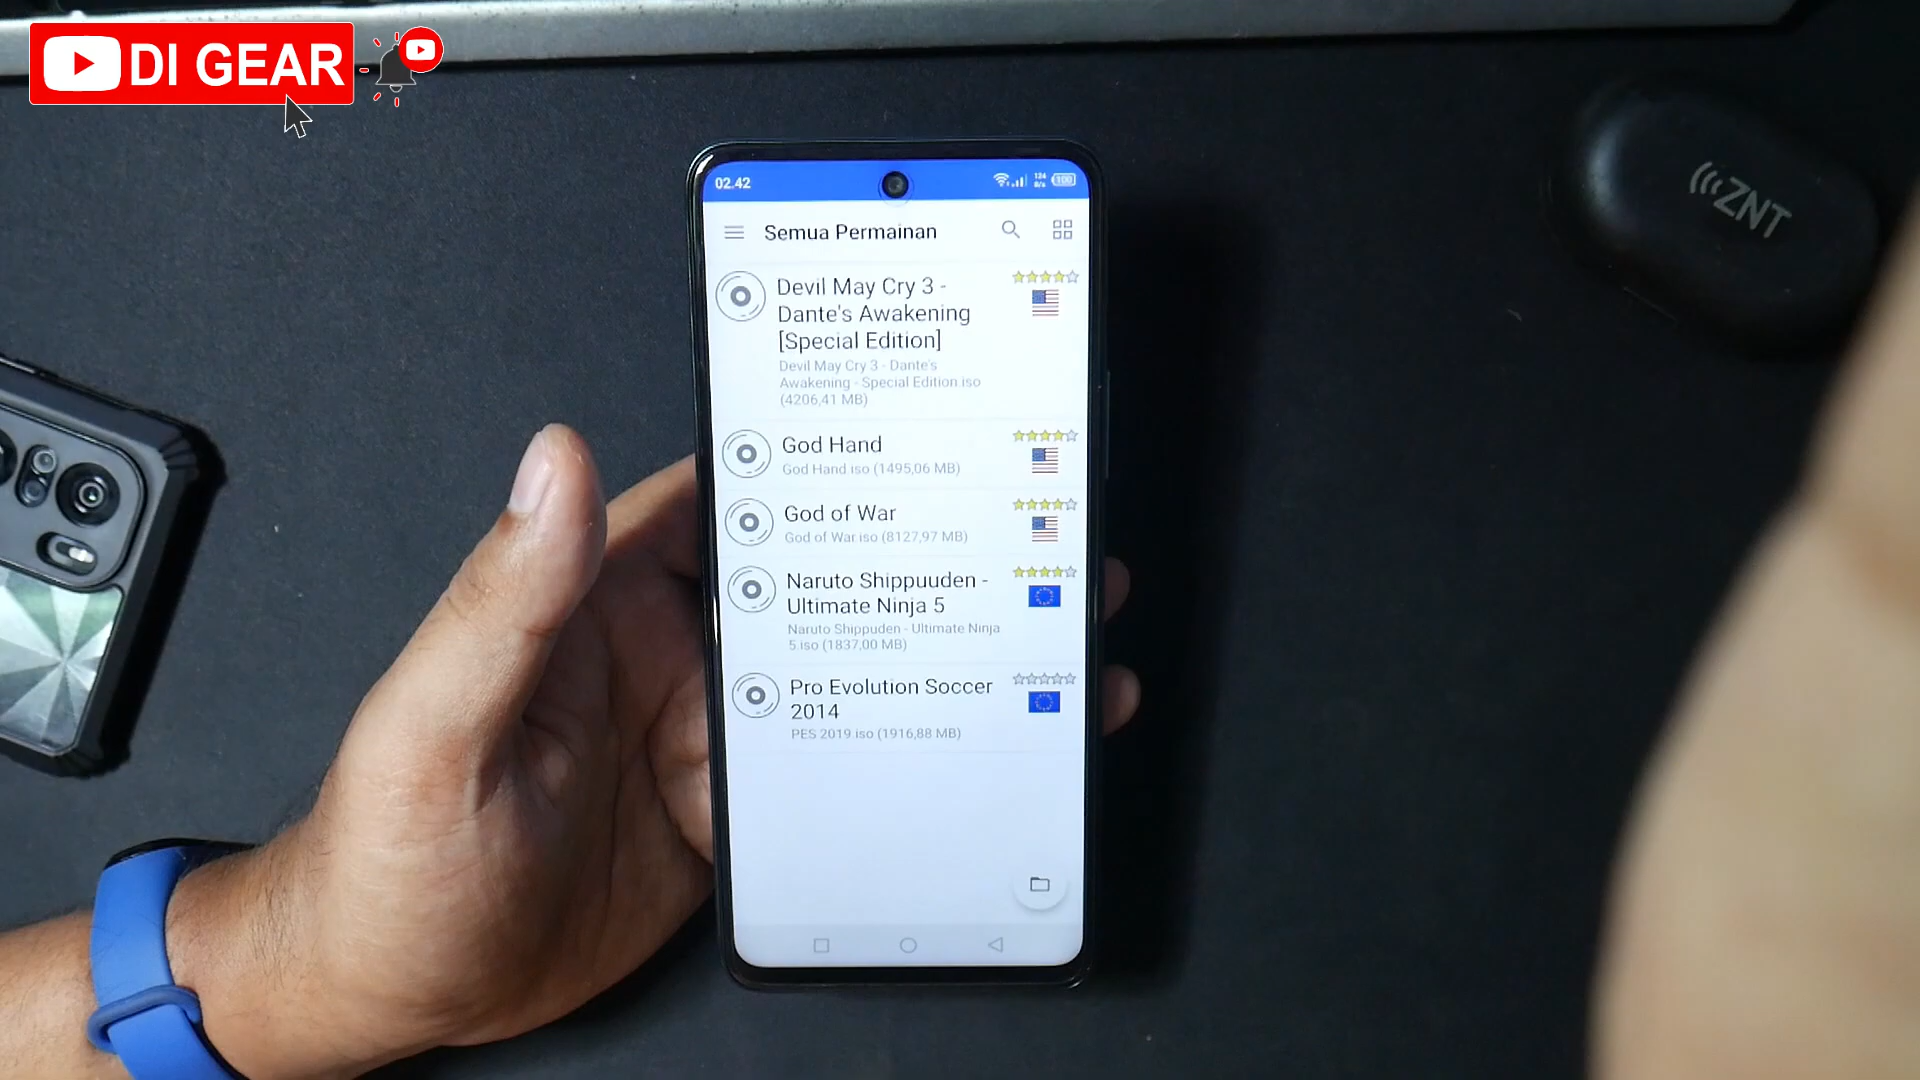 DI GEAR
ZNT
02.42
124
B/s
100
Semua Permainan
Devil May Cry 3 -
Dante's Awakening
[Special Edition]
Devil May Cry 3 - Dante's
Awakening - Special Edition.iso
(4206,41 MB)
God Hand
God Hand.iso (1495,06 MB)
God of War
God of War.iso (8127,97 MB)
Naruto Shippuuden -
Ultimate Ninja 5
Naruto Shippuden - Ultimate Ninja
5.iso (1837,00 MB)
Pro Evolution Soccer
2014
PES 2019.iso (1916,88 MB)